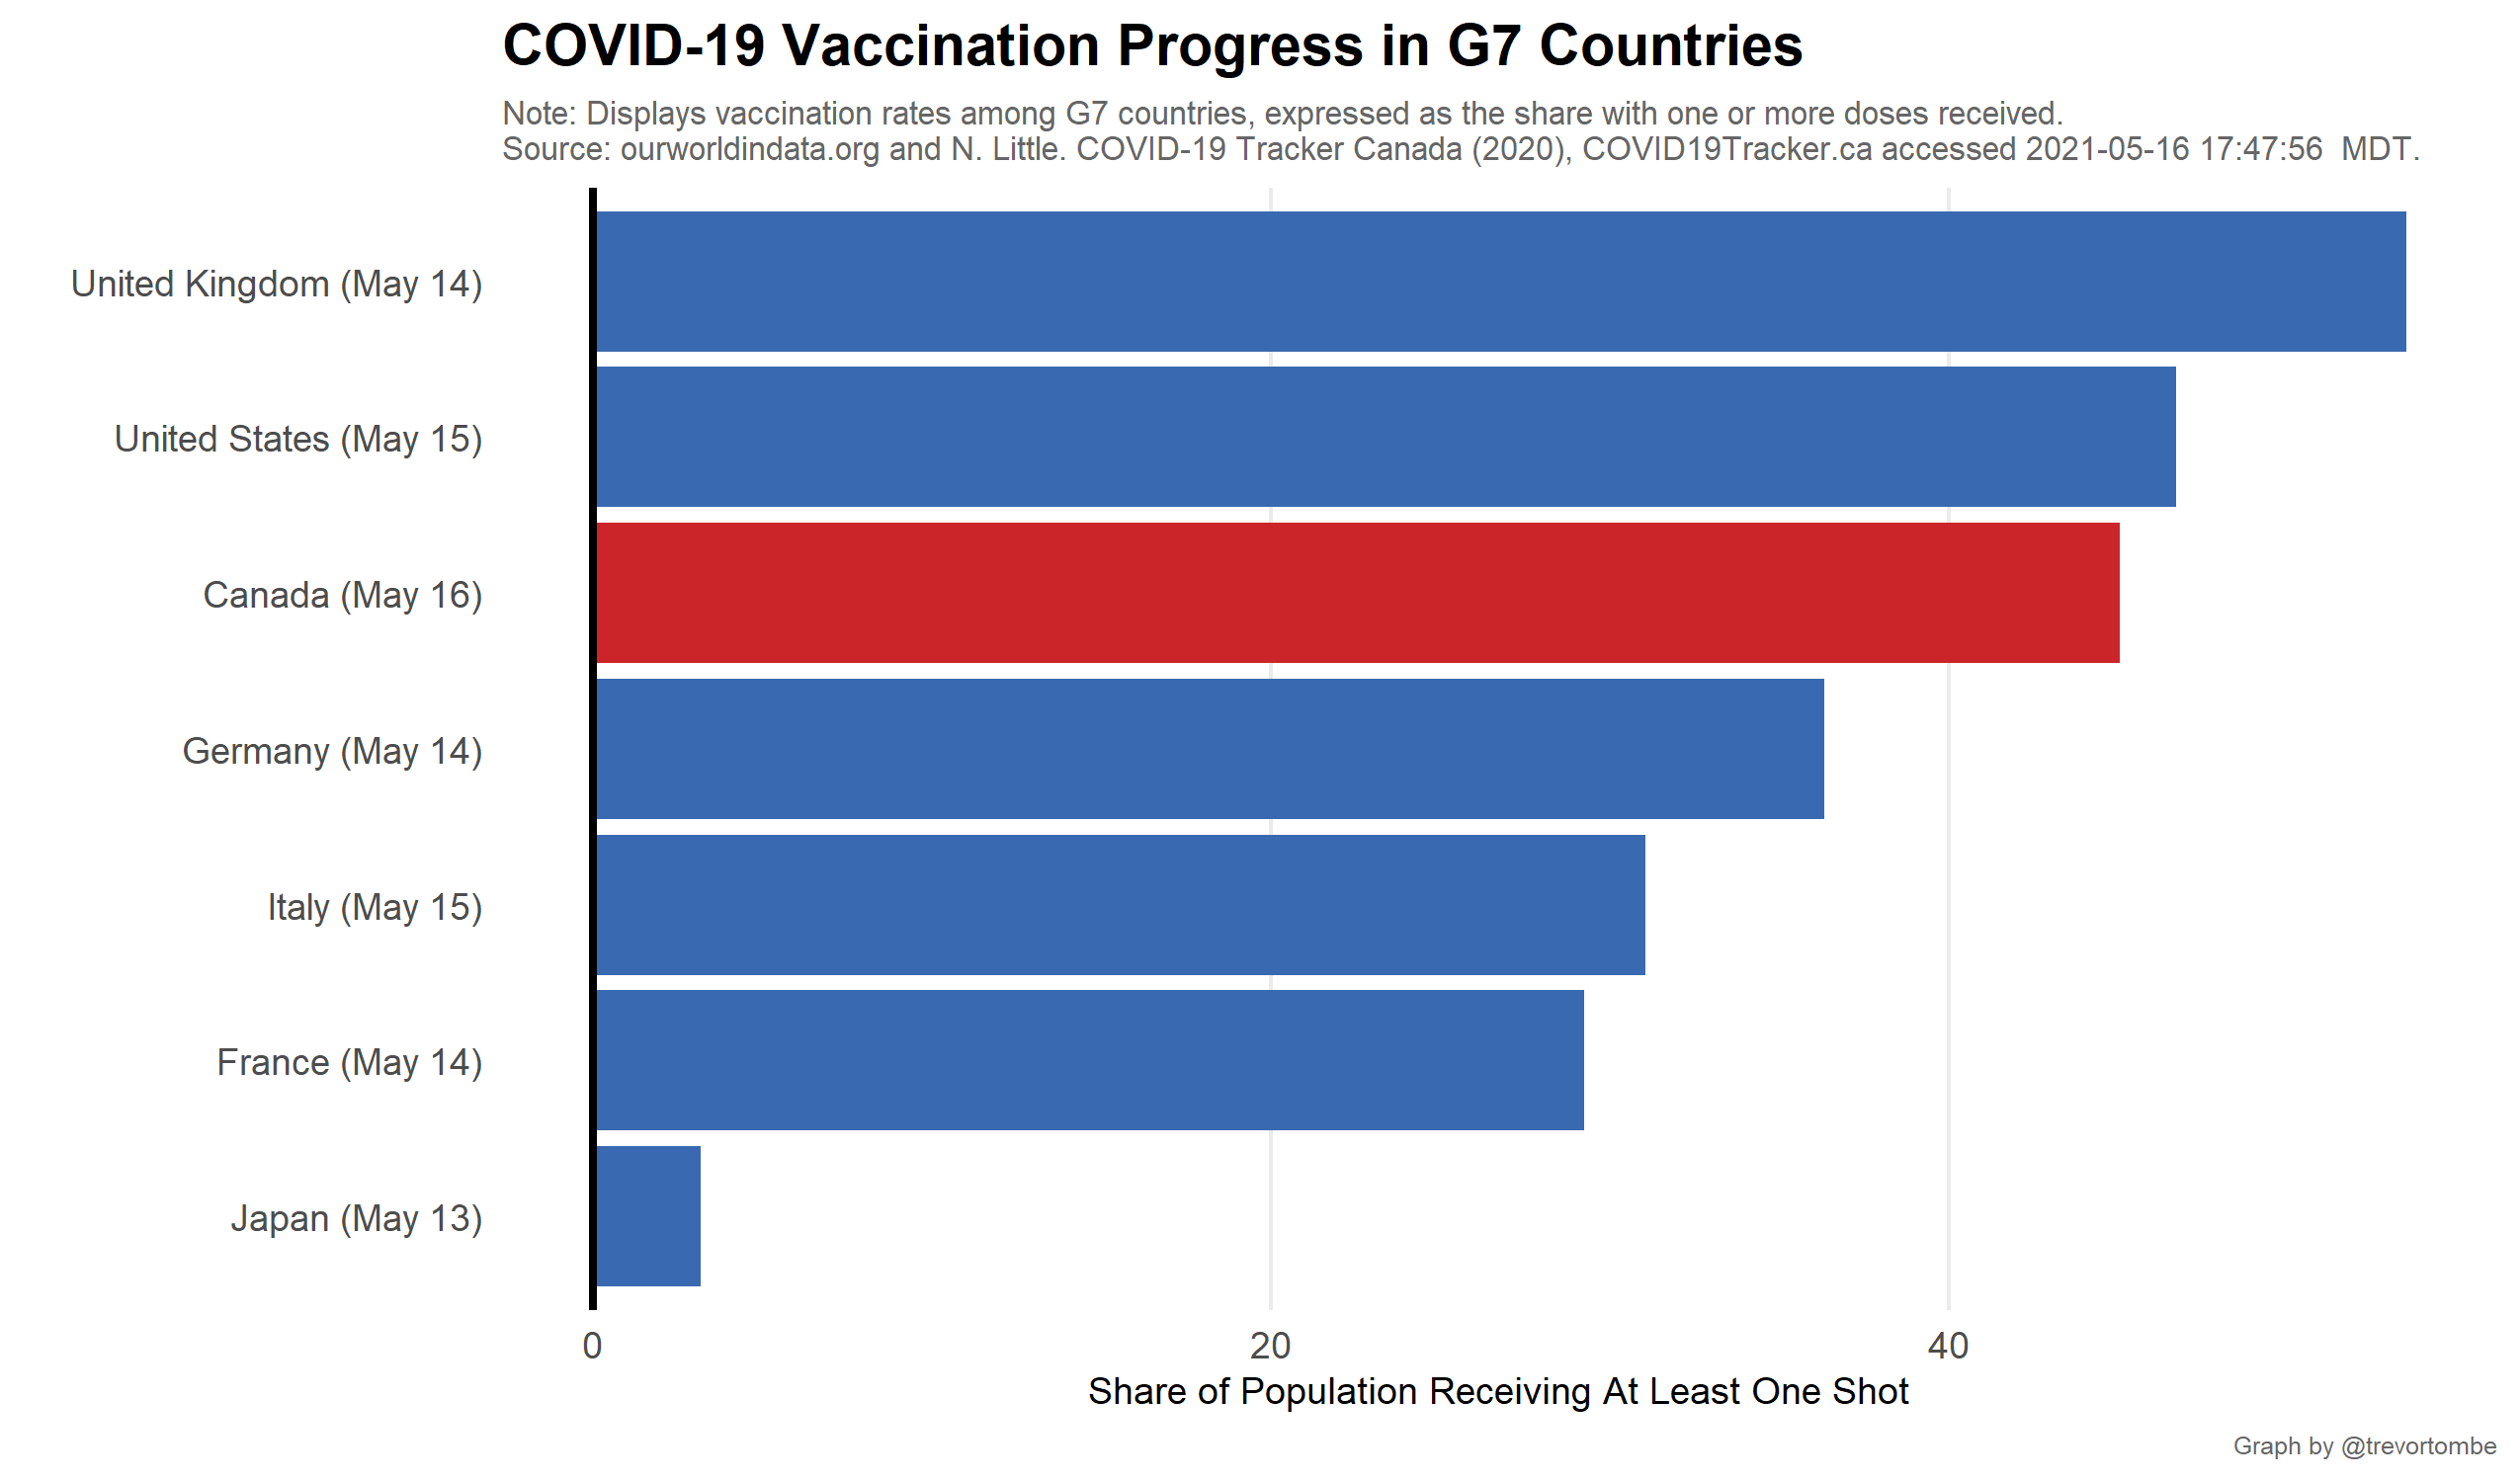 COVID-19 Vaccination Progress in G7 Countries
Note: Displays vaccination rates among G7 countries, expressed as the share with one or more doses received.
Source: ourworldindata.org and N. Little. COVID-19 Tracker Canada (2020), COVID19Tracker.ca accessed 2021-05-16 17:47:56  MDT.
United Kingdom (May 14)
United States (May 15)
Canada (May 16)
Germany (May 14)
Italy (May 15)
France (May 14)
Japan (May 13)
0 20 40
Share of Population Receiving At Least One Shot
Graph by @trevortombe